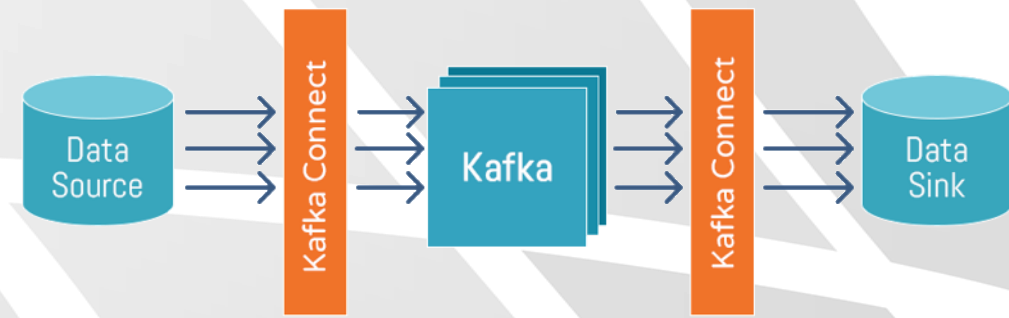 Data
Source
Kafka Connect
Kafka
Kafka Connect
Data
Sink